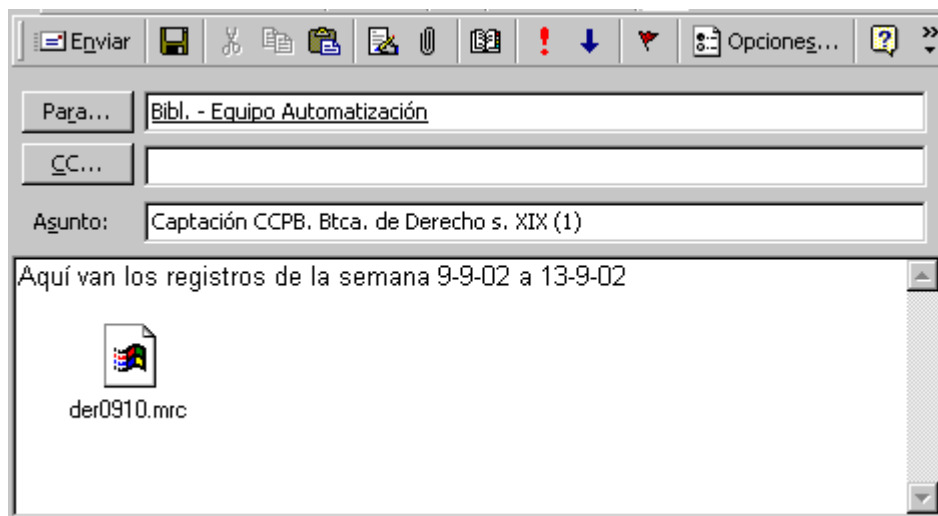 Enviar Opciones...
Para... Bibl. - Equipo Automatización
CC...
Asunto: Captación CCPB. Btca. de Derecho s. XIX (1)
Aquí van los registros de la semana 9-9-02 a 13-9-02
der0910.mrc